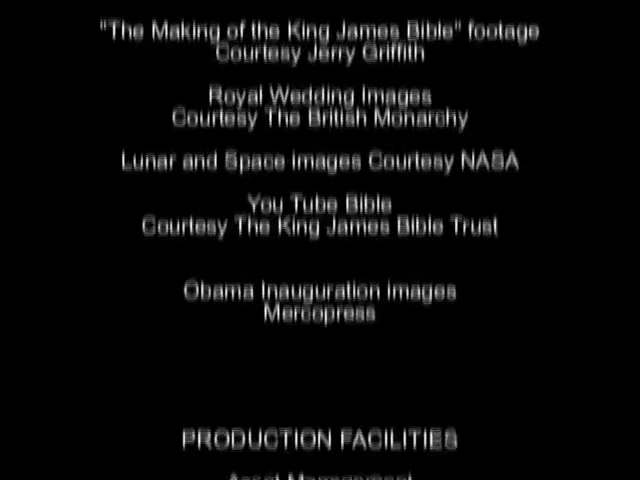 "The Making of the King James Bible" footage
Courtesy Jerry Griffith
Royal Wedding Images
Courtesy The British Monarchy
Lunar and Space Images Courtesy NASA
You Tube Bible
Courtesy The King James Bible Trust
Obama Inauguration Images
Mercopress
PRODUCTION FACILITIES